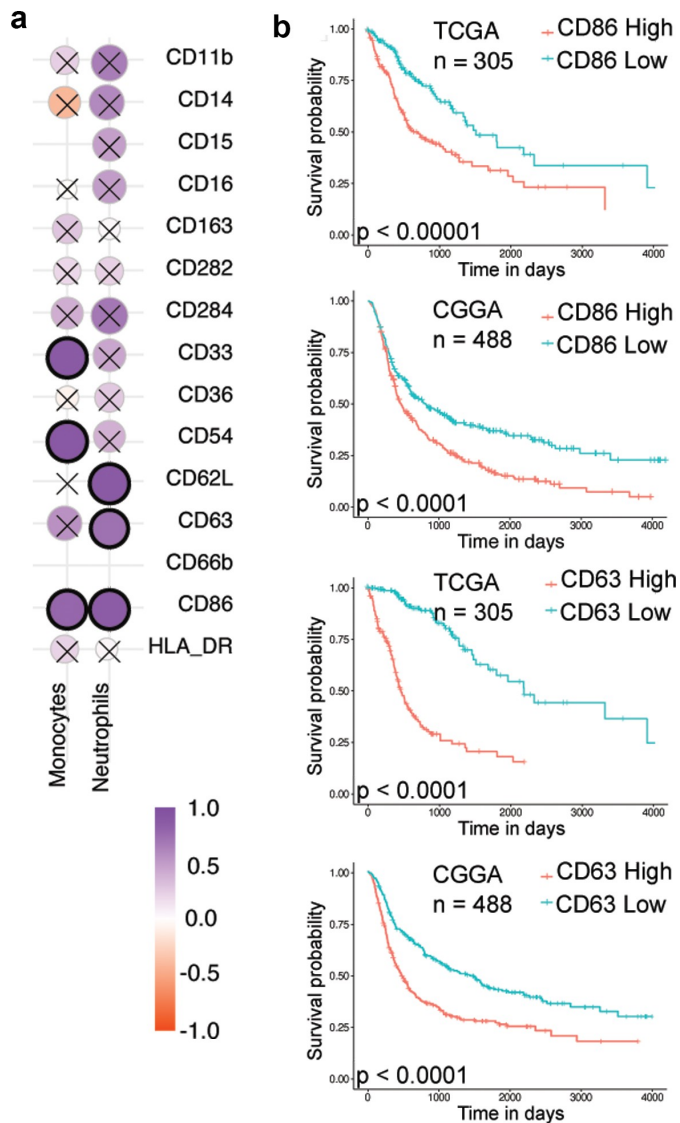 a
CD11b
CD14
CD15
CD16
CD163
CD282
CD284
CD33
CD36
CD54
CD62L
CD63
CD66b
CD86
HLA_DR
Monocytes
Neutrophils
1.0
0.5
0.0
-0.5
-1.0
b
TCGA
n = 305
CD86 High
CD86 Low
Survival probability
1.00
0.75
0.50
0.25
0.00
p < 0.00001
0 1000 2000 3000 4000
Time in days
CGGA
n = 488
CD86 High
CD86 Low
Survival probability
1.00
0.75
0.50
0.25
0.00
p < 0.0001
0 1000 2000 3000 4000
Time in days
TCGA
n = 305
CD63 High
CD63 Low
Survival probability
1.00
0.75
0.50
0.25
0.00
p < 0.0001
0 1000 2000 3000 4000
Time in days
CGGA
n = 488
CD63 High
CD63 Low
Survival probability
1.00
0.75
0.50
0.25
0.00
p < 0.0001
0 1000 2000 3000 4000
Time in days